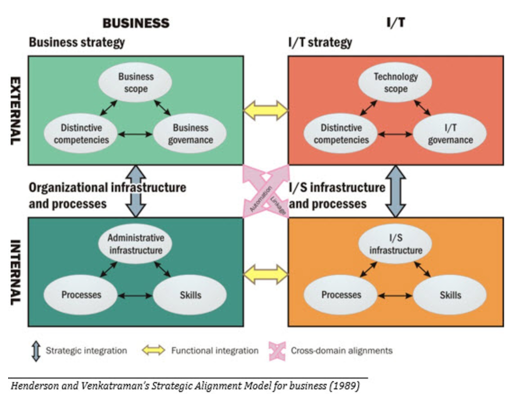 BUSINESS
I/T
Business strategy
I/T strategy
EXTERNAL
Business
scope
Distinctive
competencies
Business
governance
Technology
scope
Distinctive
competencies
I/T
governance
Organizational infrastructure
and processes
Automation
Linkage
I/S infrastructure
and processes
INTERNAL
Administrative
infrastructure
Processes
Skills
I/S
infrastructure
Processes
Skills
Strategic integration
Functional integration
Cross-domain alignments
Henderson and Venkatraman's Strategic Alignment Model for business (1989)